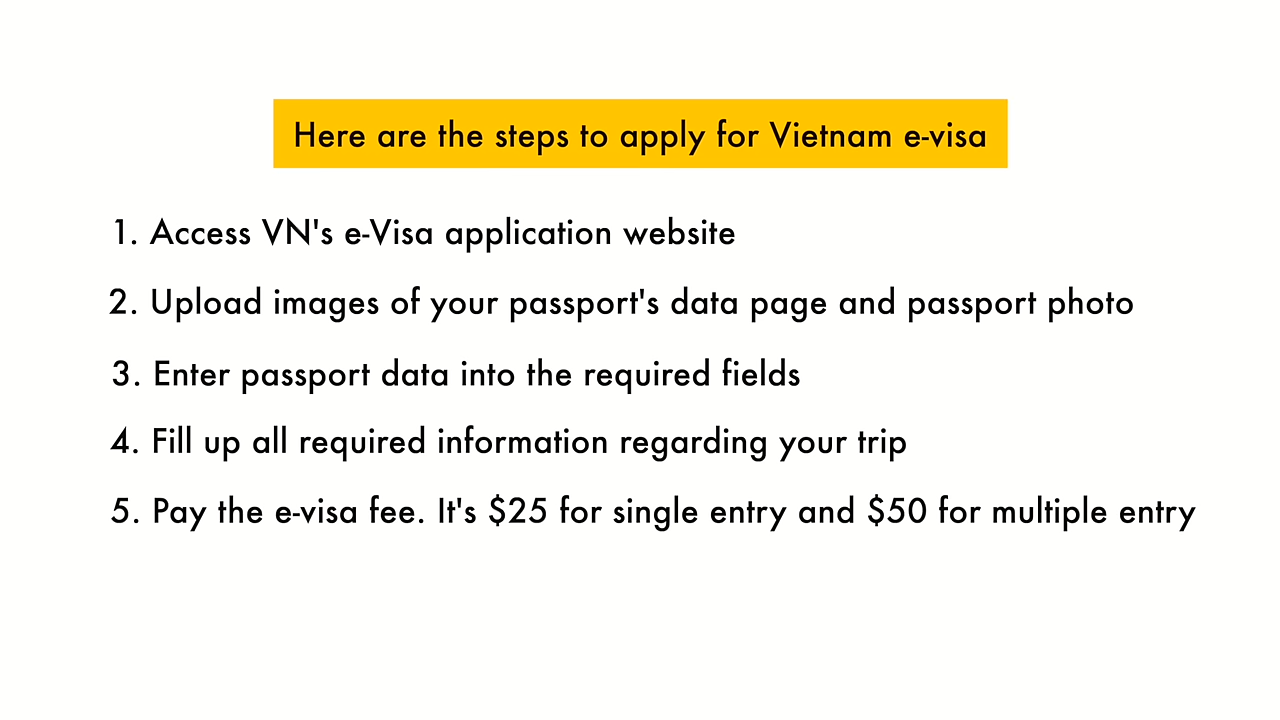 Here are the steps to apply for Vietnam e-visa
1. Access VN's e-Visa application website
2. Upload images of your passport's data page and passport photo
3. Enter passport data into the required fields
4. Fill up all required information regarding your trip
5. Pay the e-visa fee. It's $25 for single entry and $50 for multiple entry